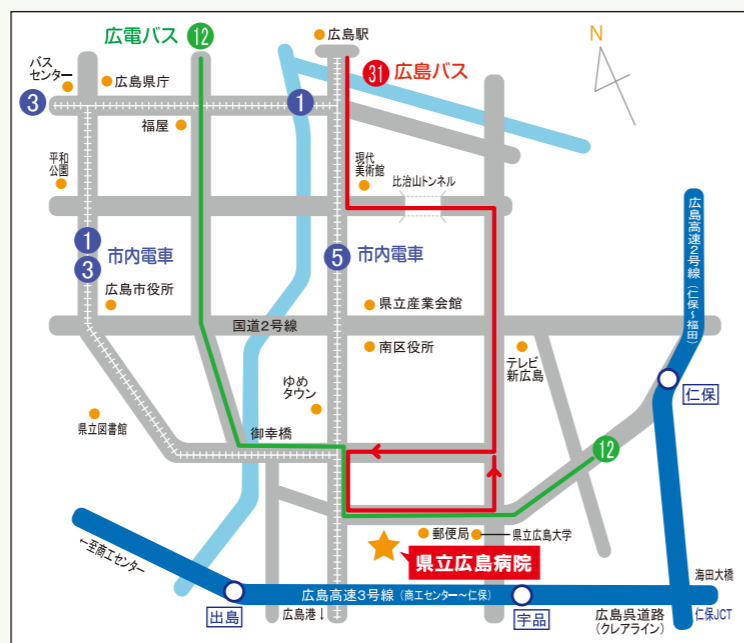 広電バス 12
広島駅
N
バス
センター
広島県庁
31 広島バス
3
1
福屋
平和
公園
現代
美術館
比治山トンネル
広島高速2号線(仁保~福田)
1
3
市内電車
5 市内電車
広島市役所
県立産業会館
国道2号線
南区役所
テレビ
新広島
ゆめ
タウン
仁保
県立図書館
御幸橋
12
郵便局
県立広島大学
県立広島病院
←至商工センター
海田大橋
出島
広島高速3号線(商工センター~仁保)
宇品
広島港↓
広島呉道路
(クレアライン)
仁保JCT